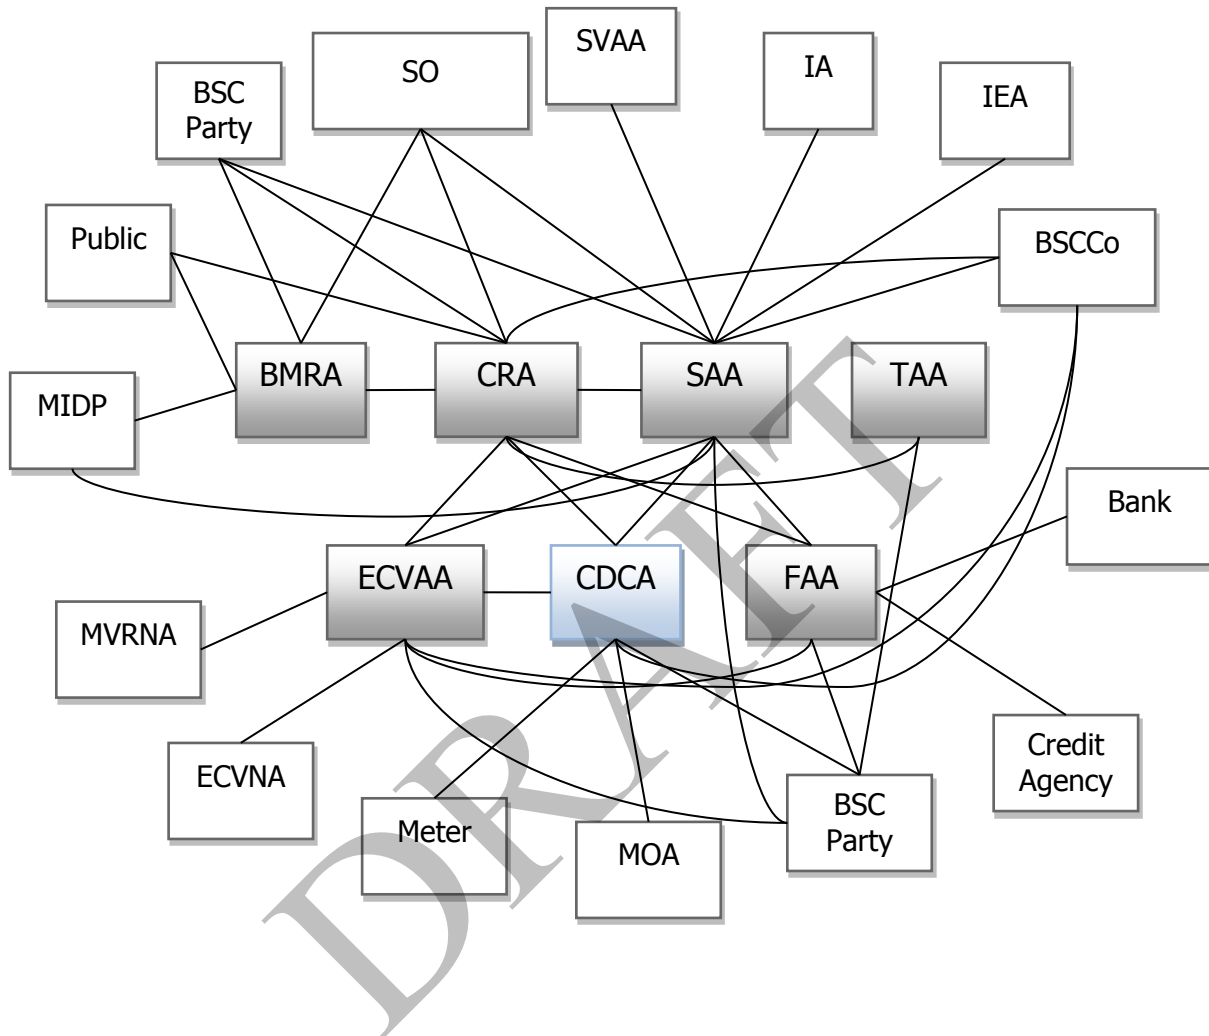 SVAA
SO
IA
BSC
Party
IEA
Public
BSCCo
BMRA
CRA
SAA
TAA
MIDP
Bank
ECVAA
CDCA
FAA
MVRNA
ECVNA
Credit
Agency
Meter
MOA
BSC
Party
DRAFT